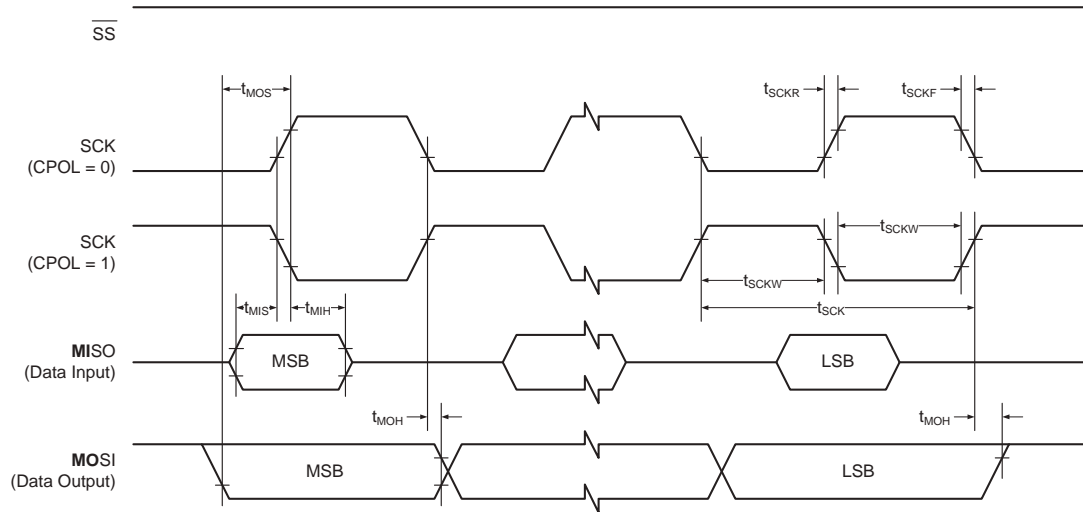 SS
tMOS
tSCKR
tSCKF
SCK
(CPOL = 0)
SCK
(CPOL = 1)
tSCKW
tSCKW
tSCK
tMIS
tMIH
MISO
(Data Input)
MSB
LSB
tMOH
tMOH
MOSI
(Data Output)
MSB
LSB